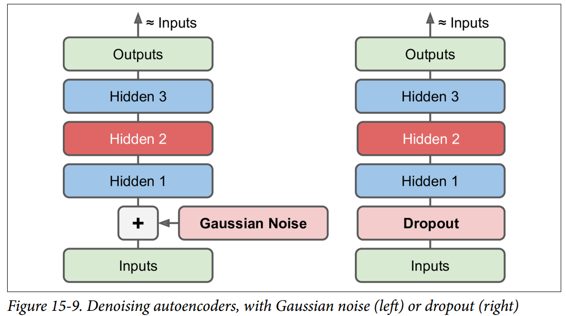 ≈ Inputs
Outputs
Hidden 3
Hidden 2
Hidden 1
+
Gaussian Noise
Inputs
≈ Inputs
Outputs
Hidden 3
Hidden 2
Hidden 1
Dropout
Inputs
Figure 15-9. Denoising autoencoders, with Gaussian noise (left) or dropout (right)